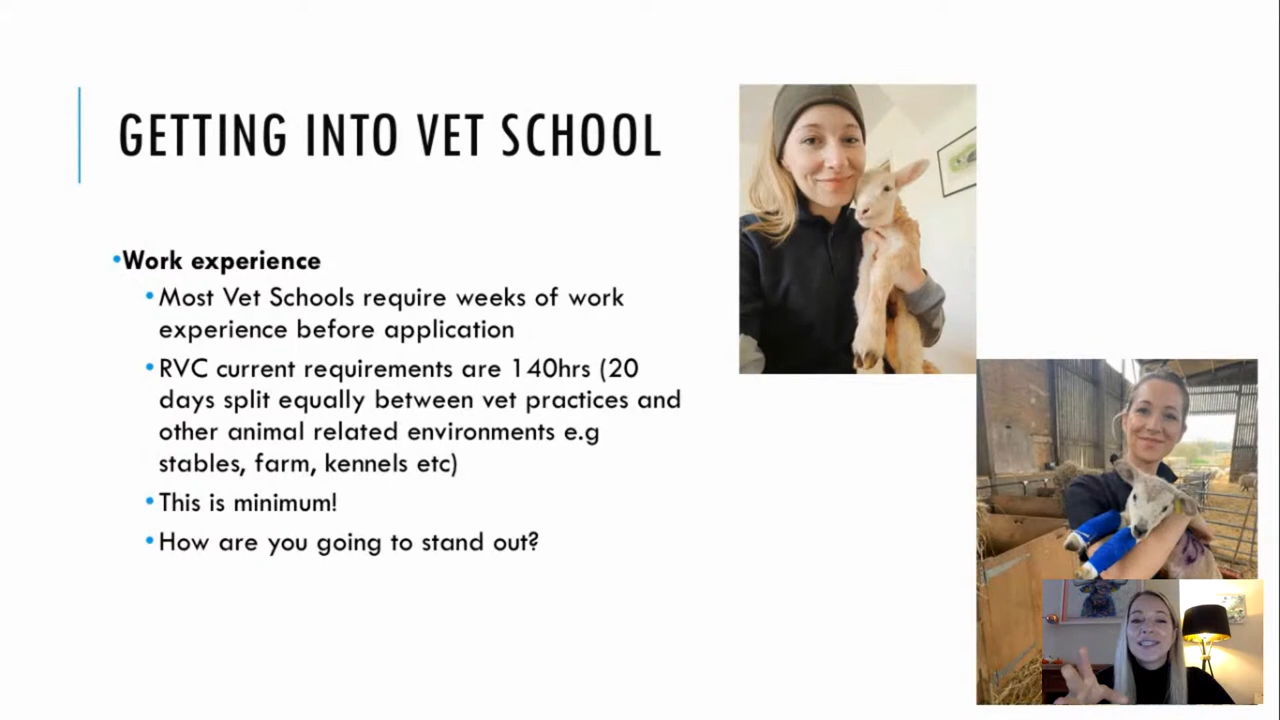 GETTING INTO VET SCHOOL
•Work experience
•Most Vet Schools require weeks of work
experience before application
•RVC current requirements are 140hrs (20
days split equally between vet practices and
other animal related environments e.g
stables, farm, kennels etc)
•This is minimum!
•How are you going to stand out?